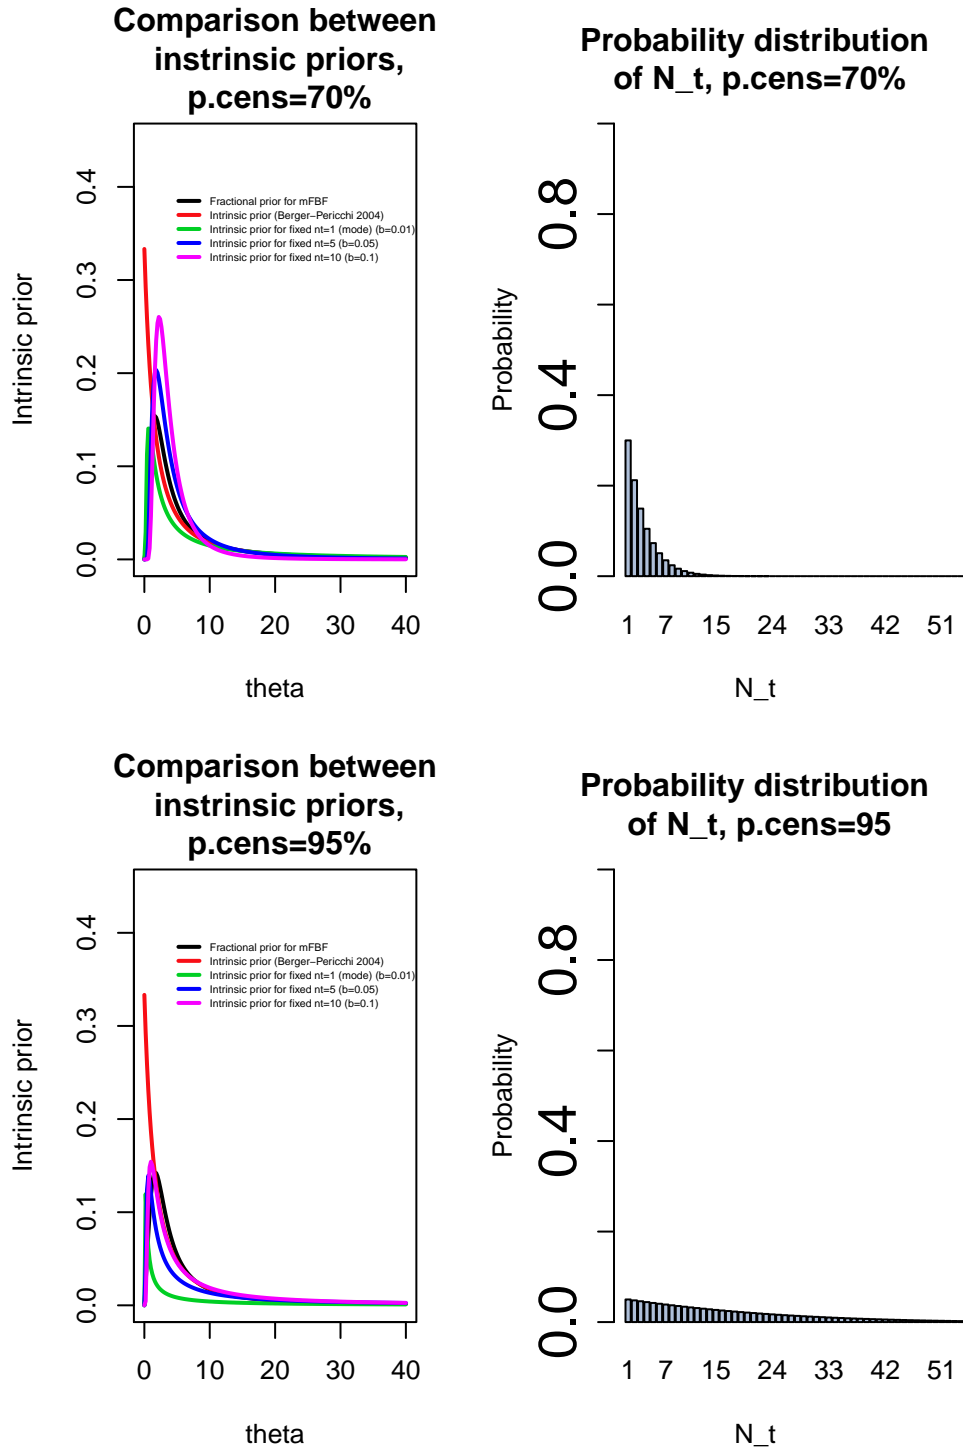 Comparison between
instrinsic priors,
p.cens=70%
Intrinsic prior
0.4
0.3
0.2
0.1
0.0
Fractional prior for mFBF
Intrinsic prior (Berger−Pericchi 2004)
Intrinsic prior for fixed nt=1 (mode) (b=0.01)
Intrinsic prior for fixed nt=5 (b=0.05)
Intrinsic prior for fixed nt=10 (b=0.1)
0 10 20 30 40
theta
Probability distribution
of N_t, p.cens=70%
Probability
0.8
0.4
0.0
1 7 15 24 33 42 51
N_t
Comparison between
instrinsic priors,
p.cens=95%
Intrinsic prior
0.4
0.3
0.2
0.1
0.0
Fractional prior for mFBF
Intrinsic prior (Berger−Pericchi 2004)
Intrinsic prior for fixed nt=1 (mode) (b=0.01)
Intrinsic prior for fixed nt=5 (b=0.05)
Intrinsic prior for fixed nt=10 (b=0.1)
0 10 20 30 40
theta
Probability distribution
of N_t, p.cens=95
Probability
0.8
0.4
0.0
1 7 15 24 33 42 51
N_t